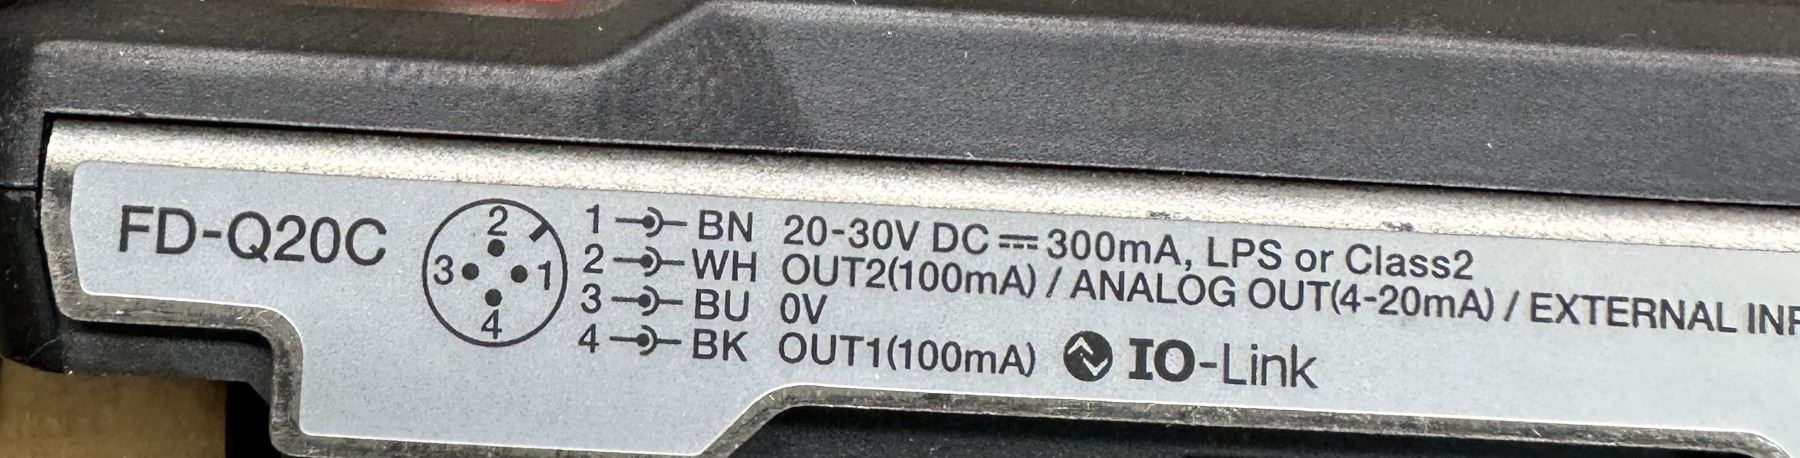 FD-Q20C
2
3 1
4
1 BN 20-30V DC ⎓ 300mA, LPS or Class2
2 WH OUT2(100mA) / ANALOG OUT(4-20mA) / EXTERNAL
3 BU 0V
4 BK OUT1(100mA) IO-Link